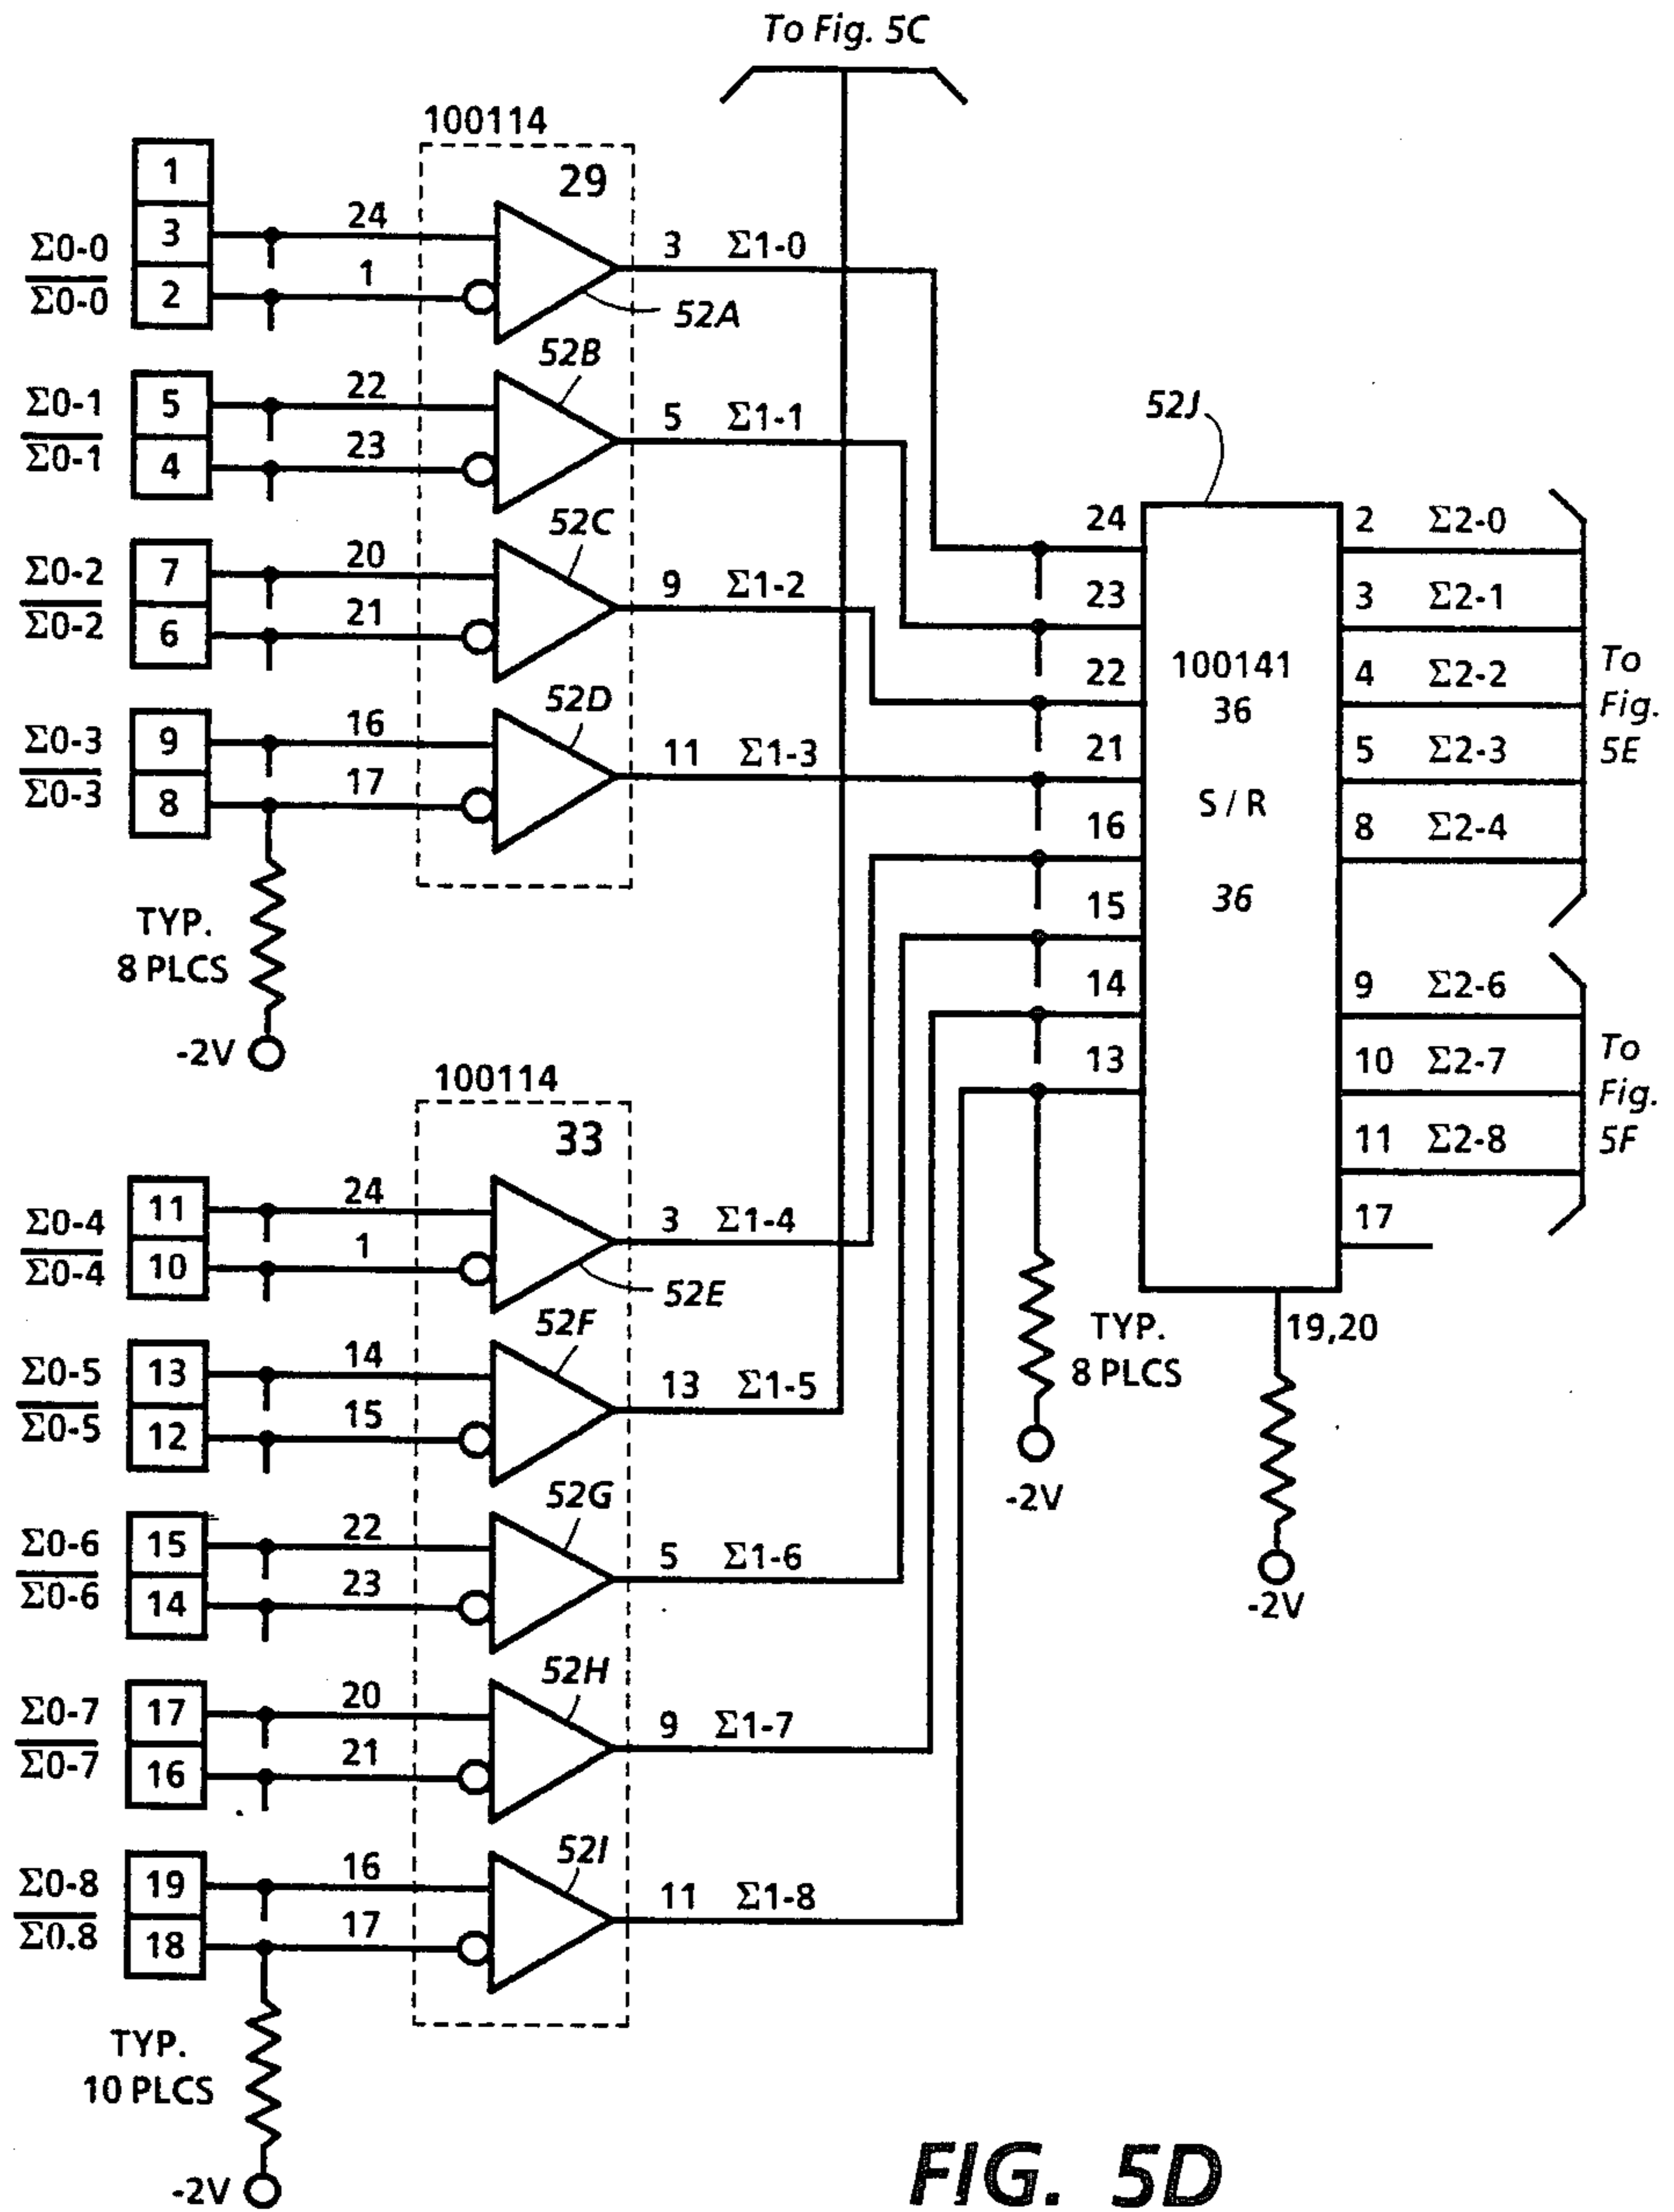 To Fig. 5C
100114
29
1
Σ0-0 3 24
Σ0-0 2 1
3 Σ1-0
52A
52B
Σ0-1 5 22
Σ0-1 4 23
5 Σ1-1
52C
Σ0-2 7 20
Σ0-2 6 21
9 Σ1-2
52D
Σ0-3 9 16
Σ0-3 8 17
11 Σ1-3
TYP.
8 PLCS
-2V
100114
33
Σ0-4 11 24
Σ0-4 10 1
3 Σ1-4
52E
52F
Σ0-5 13 14
Σ0-5 12 15
13 Σ1-5
52G
Σ0-6 15 22
Σ0-6 14 23
5 Σ1-6
52H
Σ0-7 17 20
Σ0-7 16 21
9 Σ1-7
52I
Σ0-8 19 16
Σ0.8 18 17
11 Σ1-8
TYP.
10 PLCS
-2V
52J
24
23
22
21
16
15
14
13
100141
36
S / R
36
2 Σ2-0
3 Σ2-1
4 Σ2-2
5 Σ2-3
8 Σ2-4
To
Fig.
5E
9 Σ2-6
10 Σ2-7
11 Σ2-8
17
To
Fig.
5F
TYP.
8 PLCS
-2V
19,20
-2V
FIG. 5D